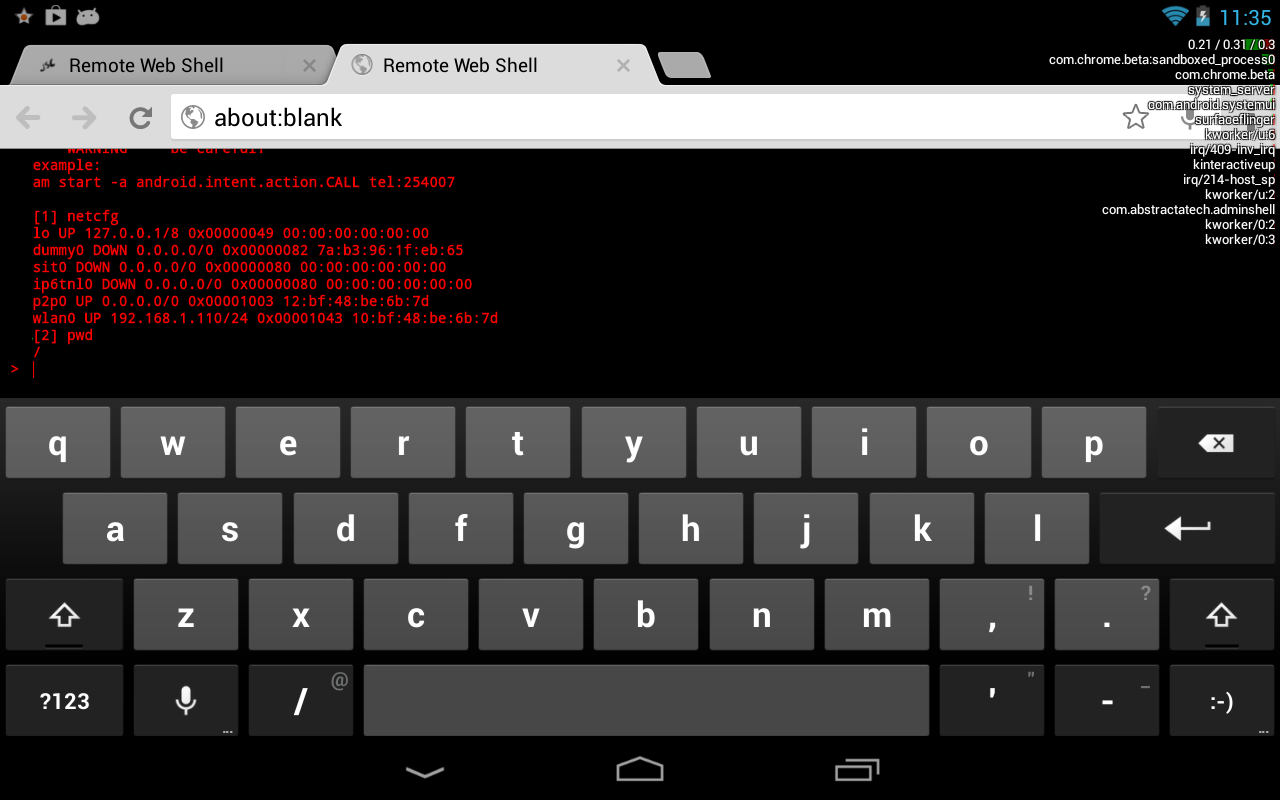 11:35
Remote Web Shell
Remote Web Shell
about:blank
0.21 / 0.31 / 0.3
com.chrome.beta:sandboxed_process0
com.chrome.beta
system_server
com.android.systemui
surfaceflinger
kworker/u:6
irq/409-inv_irq
kinteractiveup
irq/214-host_sp
kworker/u:2
com.abstractatech.adminshell
kworker/0:2
kworker/0:3
example:
am start -a android.intent.action.CALL tel:254007
[1] netcfg
lo UP 127.0.0.1/8 0x00000049 00:00:00:00:00:00
dummy0 DOWN 0.0.0.0/0 0x00000082 7a:b3:96:1f:eb:65
sit0 DOWN 0.0.0.0/0 0x00000080 00:00:00:00:00:00
ip6tnl0 DOWN 0.0.0.0/0 0x00000080 00:00:00:00:00:00
p2p0 UP 0.0.0.0/0 0x00001003 12:bf:48:be:6b:7d
wlan0 UP 192.168.1.110/24 0x00001043 10:bf:48:be:6b:7d
[2] pwd
/
>
q w e r t y u i o p
a s d f g h j k l
z x c v b n m , ! . ?
?123 / @ ' " - _ :-)